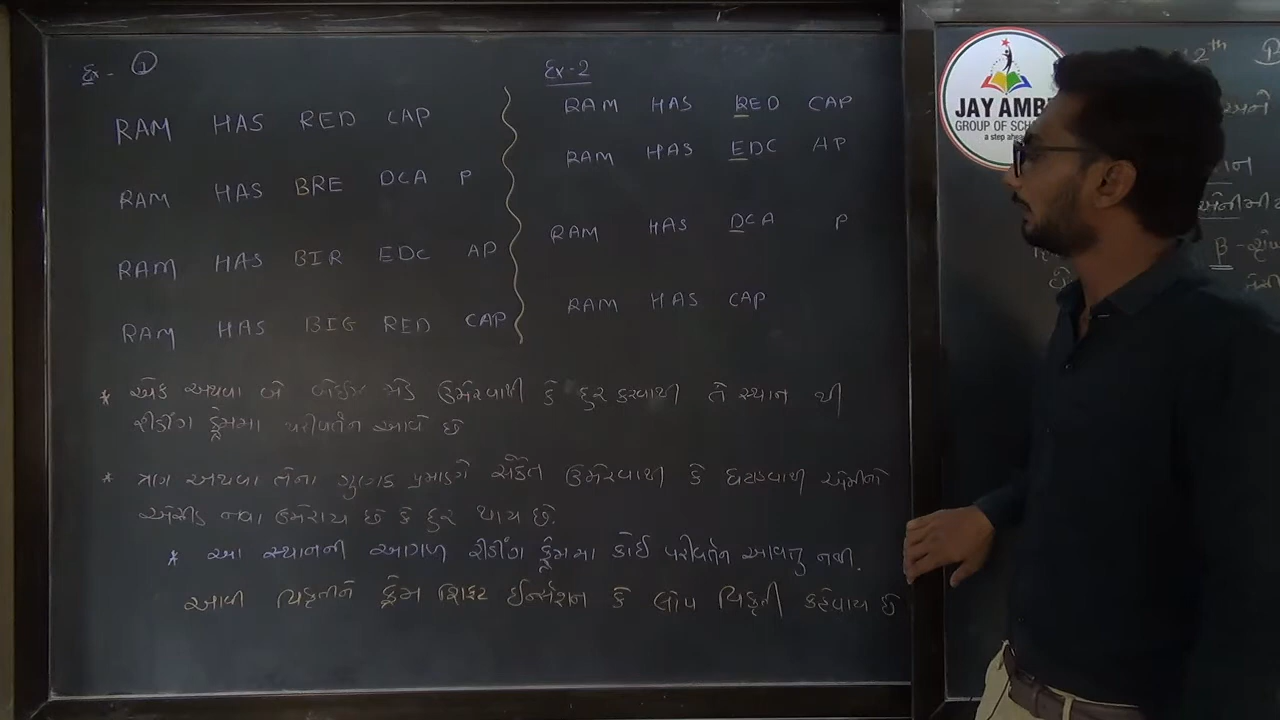 Ex - 1
RAM HAS RED CAP
RAM HAS BRE DCA P
RAM HAS BIR EDC AP
RAM HAS BIG RED CAP
Ex-2
RAM HAS RED CAP
RAM HAS EDC AP
RAM HAS DCA P
RAM HAS CAP
* એક અથવા બે બેઈઝ જોડ ઉમેરવાથી કે દુર કરવાથી તે સ્થાન થી
રીડીંગ ફ્રેમમા પરીવર્તન આવે છે
* ત્રણ અથવા તેના ગુણક પ્રમાણે સંકેત ઉમેરવાથી કે ઘટાડવાથી એમીનો
એસીડ નવા ઉમેરાય છે કે દુર થાય છે.
* આ સ્થાનની આગળ રીડીંગ ફ્રેમમા કોઈ પરીવર્તન આવતુ નથી.
આવી વિકૃતીને ફ્રેમ શિફ્ટ ઈન્સર્શન કે લોપ વિકૃતી કહેવાય છે
JAY AMB
GROUP OF SCH
a step ahea
12th
β -